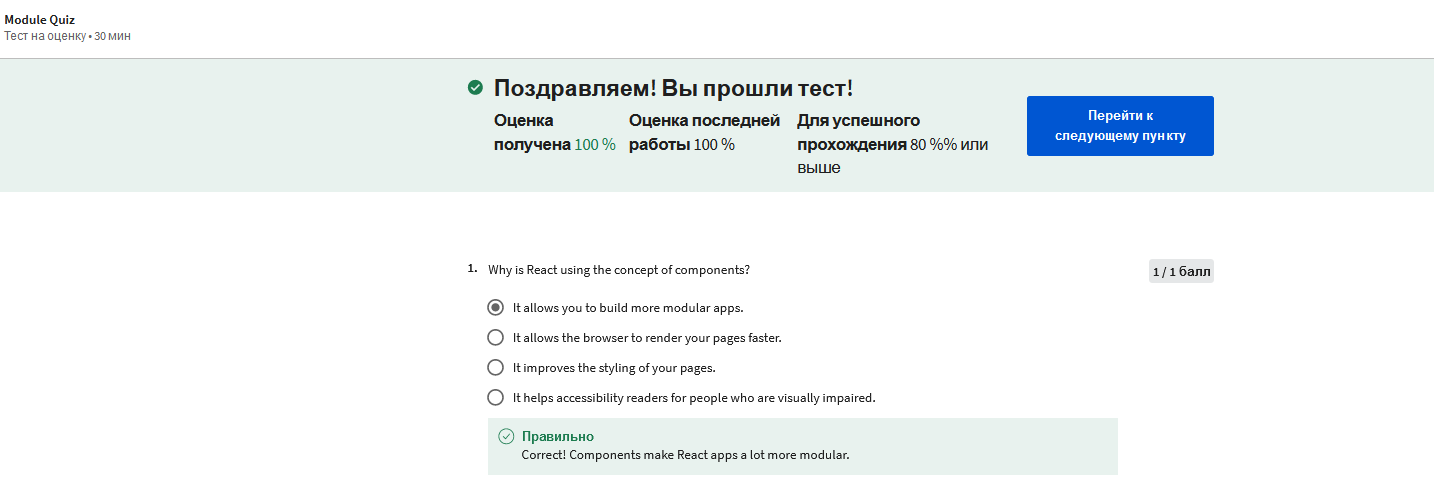 Module Quiz
Тест на оценку • 30 мин
Поздравляем! Вы прошли тест!
Оценка
получена 100 %
Оценка последней
работы 100 %
Для успешного
прохождения 80 %% или
выше
Перейти к
следующему пункту
1. Why is React using the concept of components?
1 / 1 балл
It allows you to build more modular apps.
It allows the browser to render your pages faster.
It improves the styling of your pages.
It helps accessibility readers for people who are visually impaired.
Правильно
Correct! Components make React apps a lot more modular.